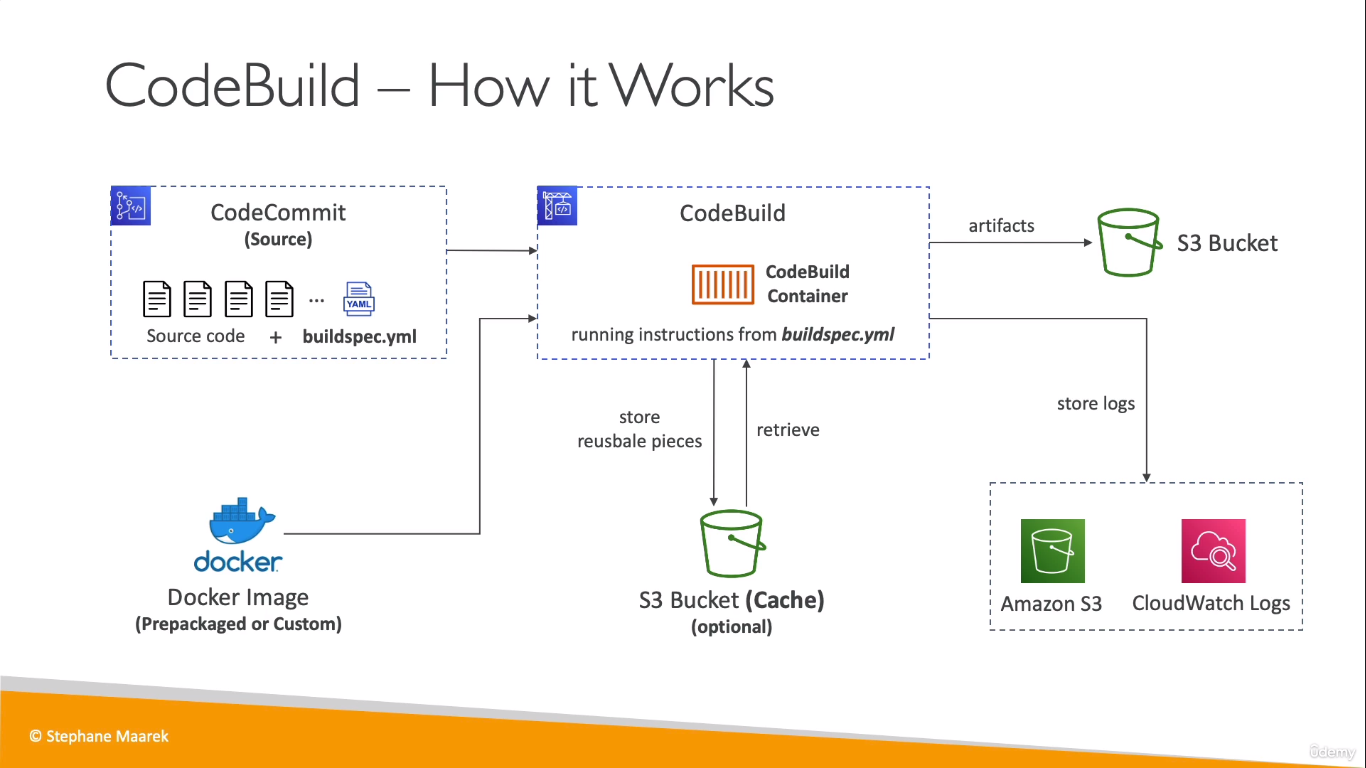 CodeBuild – How it Works
CodeCommit
(Source)
...
YAML
Source code + buildspec.yml
CodeBuild
CodeBuild
Container
running instructions from buildspec.yml
artifacts
S3 Bucket
store
reusbale pieces
retrieve
store logs
docker
Docker Image
(Prepackaged or Custom)
S3 Bucket (Cache)
(optional)
Amazon S3
CloudWatch Logs
© Stephane Maarek
ûdemy